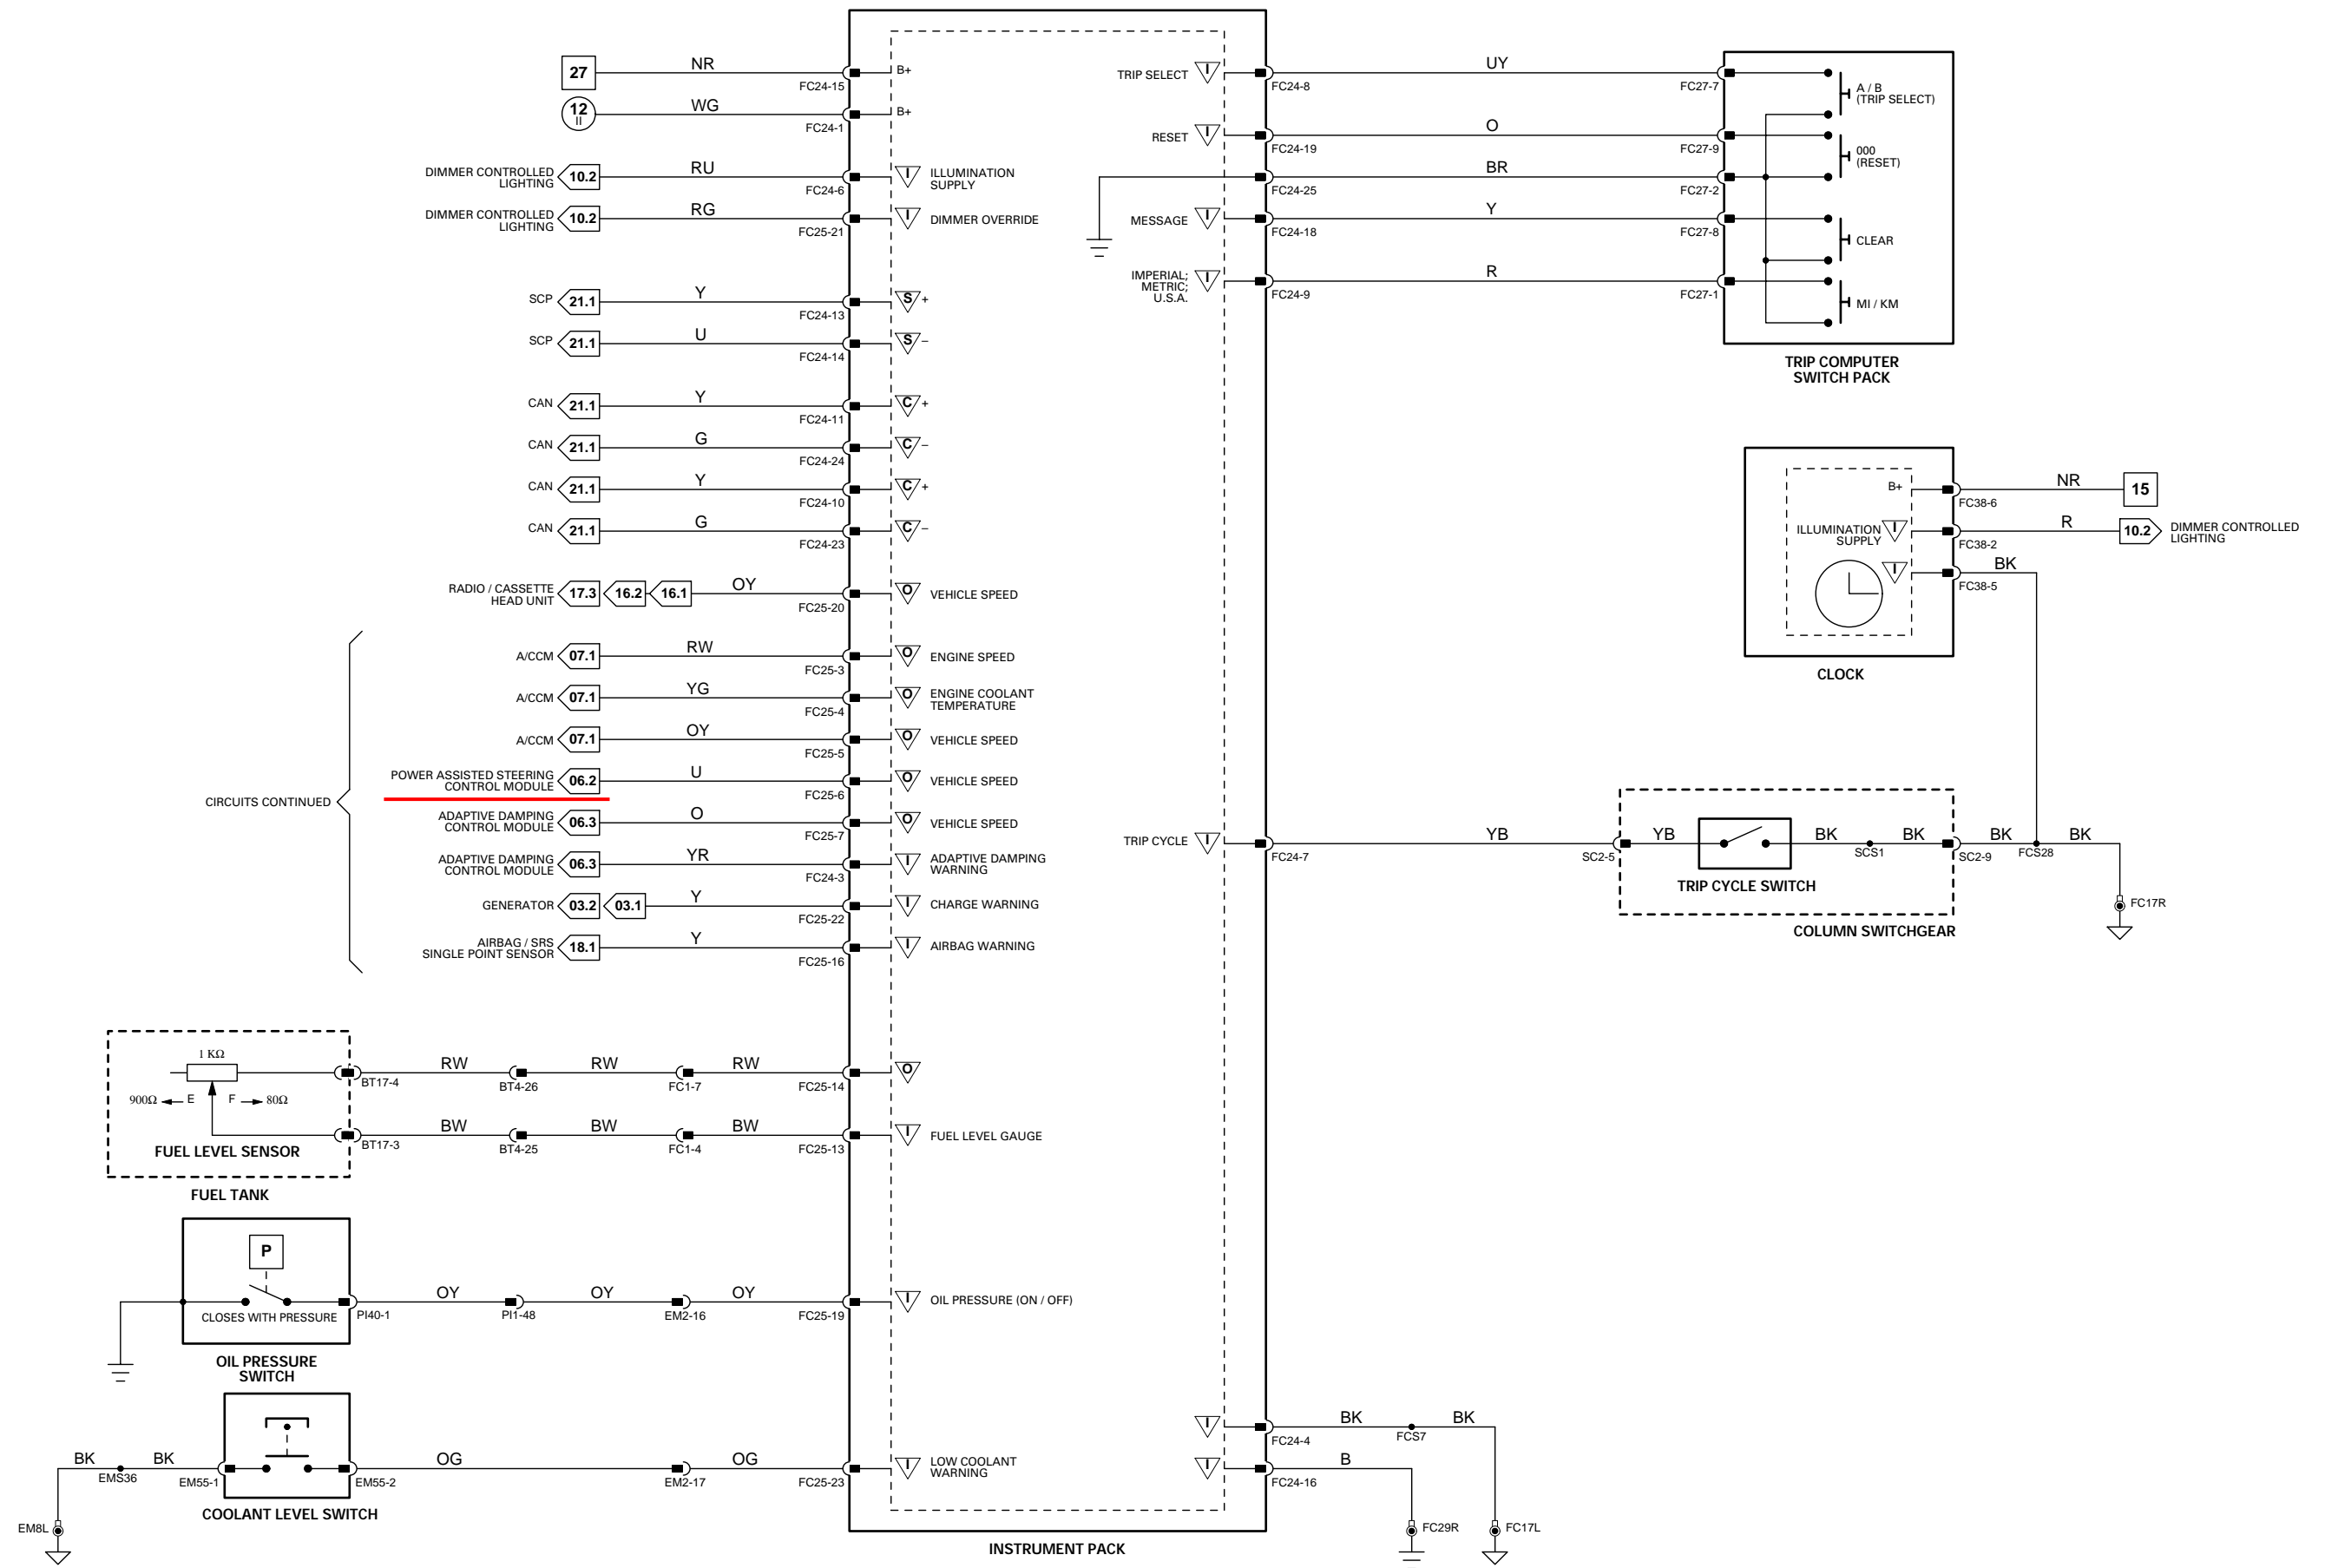 27
NR
FC24-15
B+
12
II
WG
FC24-1
B+
DIMMER CONTROLLED
LIGHTING
10.2
RU
FC24-6
I
ILLUMINATION
SUPPLY
DIMMER CONTROLLED
LIGHTING
10.2
RG
FC25-21
I
DIMMER OVERRIDE
SCP
21.1
Y
FC24-13
S
+
SCP
21.1
U
FC24-14
S
–
CAN
21.1
Y
FC24-11
C
+
CAN
21.1
G
FC24-24
C
–
CAN
21.1
Y
FC24-10
C
+
CAN
21.1
G
FC24-23
C
–
RADIO / CASSETTE
HEAD UNIT
17.3
16.2
16.1
OY
FC25-20
O
VEHICLE SPEED
CIRCUITS CONTINUED
A/CCM
07.1
RW
FC25-3
O
ENGINE SPEED
A/CCM
07.1
YG
FC25-4
O
ENGINE COOLANT
TEMPERATURE
A/CCM
07.1
OY
FC25-5
O
VEHICLE SPEED
POWER ASSISTED STEERING
CONTROL MODULE
06.2
U
FC25-6
O
VEHICLE SPEED
ADAPTIVE DAMPING
CONTROL MODULE
06.3
O
FC25-7
O
VEHICLE SPEED
ADAPTIVE DAMPING
CONTROL MODULE
06.3
YR
FC24-3
I
ADAPTIVE DAMPING
WARNING
GENERATOR
03.2
03.1
Y
FC25-22
I
CHARGE WARNING
AIRBAG / SRS
SINGLE POINT SENSOR
18.1
Y
FC25-16
I
AIRBAG WARNING
1 KΩ
900Ω
E
F
80Ω
FUEL LEVEL SENSOR
FUEL TANK
BT17-4
RW
BT4-26
RW
FC1-7
RW
FC25-14
O
BT17-3
BW
BT4-25
BW
FC1-4
BW
FC25-13
I
FUEL LEVEL GAUGE
P
CLOSES WITH PRESSURE
OIL PRESSURE
SWITCH
PI40-1
OY
PI1-48
OY
EM2-16
OY
FC25-19
I
OIL PRESSURE (ON / OFF)
EM8L
BK
EMS36
BK
EM55-1
COOLANT LEVEL SWITCH
EM55-2
OG
EM2-17
OG
FC25-23
I
LOW COOLANT
WARNING
INSTRUMENT PACK
TRIP SELECT
I
FC24-8
UY
FC27-7
A / B
(TRIP SELECT)
RESET
I
FC24-19
O
FC27-9
000
(RESET)
FC24-25
BR
FC27-2
MESSAGE
I
FC24-18
Y
FC27-8
CLEAR
IMPERIAL;
METRIC;
U.S.A.
I
FC24-9
R
FC27-1
MI / KM
TRIP COMPUTER
SWITCH PACK
B+
FC38-6
NR
15
ILLUMINATION
SUPPLY
I
FC38-2
R
10.2
DIMMER CONTROLLED
LIGHTING
I
FC38-5
BK
CLOCK
TRIP CYCLE
I
FC24-7
YB
SC2-5
YB
BK
SCS1
BK
SC2-9
BK
FCS28
BK
FC17R
TRIP CYCLE SWITCH
COLUMN SWITCHGEAR
I
FC24-4
BK
FCS7
BK
I
FC24-16
B
FC29R
FC17L